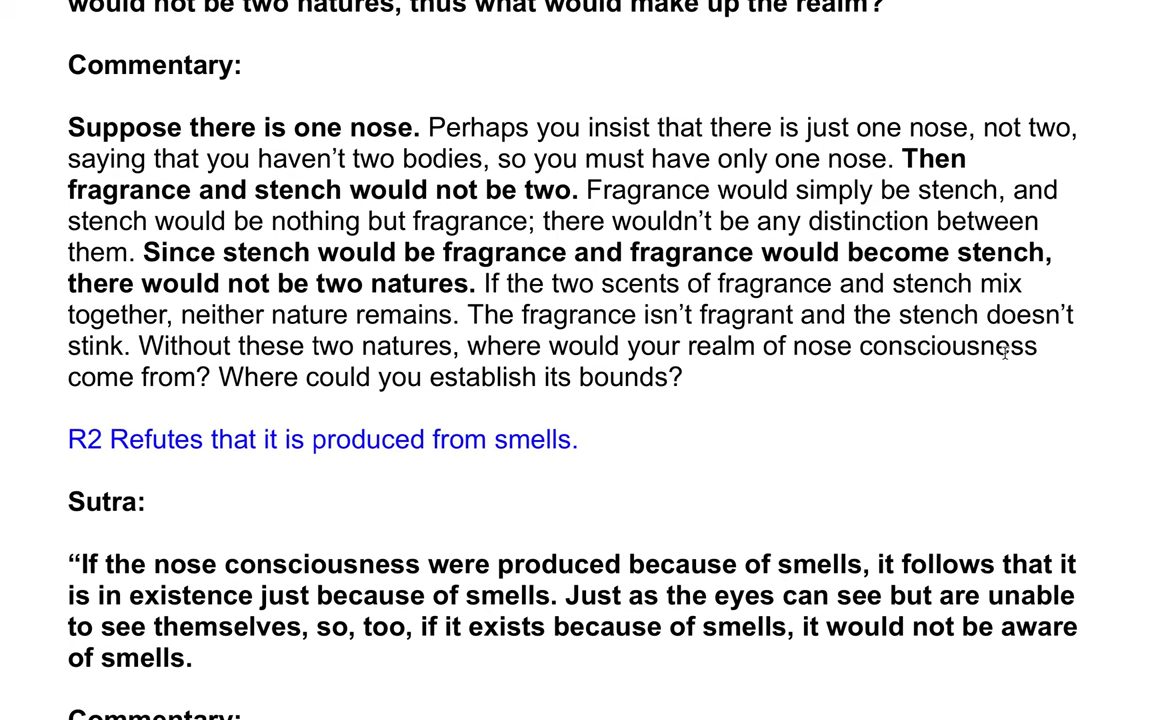 would not be two natures, thus what would make up the realm?
Commentary:
Suppose there is one nose. Perhaps you insist that there is just one nose, not two,
saying that you haven’t two bodies, so you must have only one nose. Then
fragrance and stench would not be two. Fragrance would simply be stench, and
stench would be nothing but fragrance; there wouldn’t be any distinction between
them. Since stench would be fragrance and fragrance would become stench,
there would not be two natures. If the two scents of fragrance and stench mix
together, neither nature remains. The fragrance isn’t fragrant and the stench doesn’t
stink. Without these two natures, where would your realm of nose consciousness
come from? Where could you establish its bounds?
R2 Refutes that it is produced from smells.
Sutra:
“If the nose consciousness were produced because of smells, it follows that it
is in existence just because of smells. Just as the eyes can see but are unable
to see themselves, so, too, if it exists because of smells, it would not be aware
of smells.
Commentary: